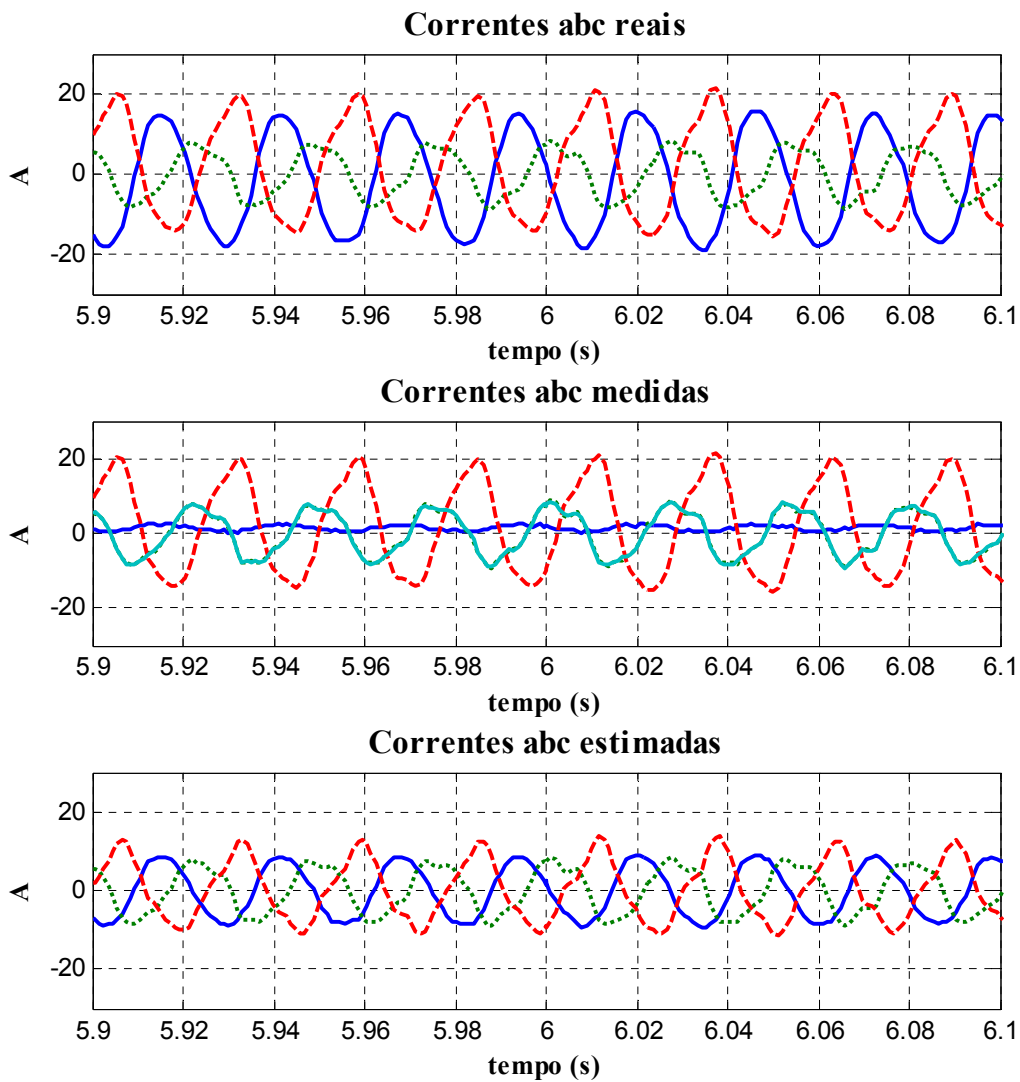 Correntes abc reais
20
0
-20
A
5.9 5.92 5.94 5.96 5.98 6 6.02 6.04 6.06 6.08 6.1
tempo (s)
Correntes abc medidas
20
0
-20
A
5.9 5.92 5.94 5.96 5.98 6 6.02 6.04 6.06 6.08 6.1
tempo (s)
Correntes abc estimadas
20
0
-20
A
5.9 5.92 5.94 5.96 5.98 6 6.02 6.04 6.06 6.08 6.1
tempo (s)